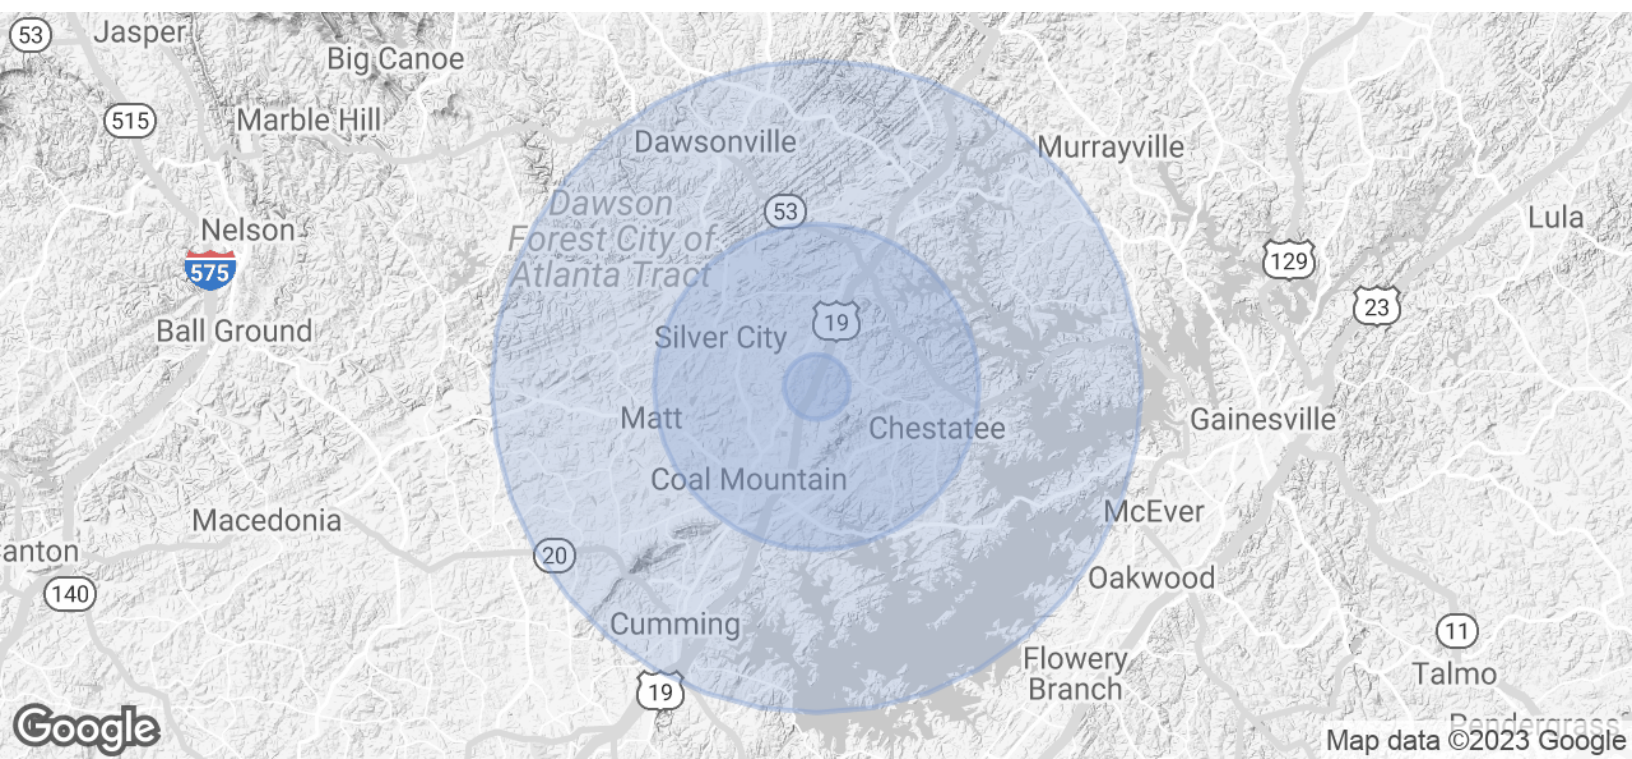 53
Jasper
Big Canoe
515
Marble Hill
Dawsonville
Murrayville
Dawson
Forest City of
Atlanta Tract
53
Nelson
Lula
575
129
23
Ball Ground
Silver City
19
Matt
Chestatee
Gainesville
Coal Mountain
Macedonia
McEver
anton
20
140
Oakwood
Cumming
11
Flowery
Branch
19
Talmo
Pendergrass
Google
Map data ©2023 Google